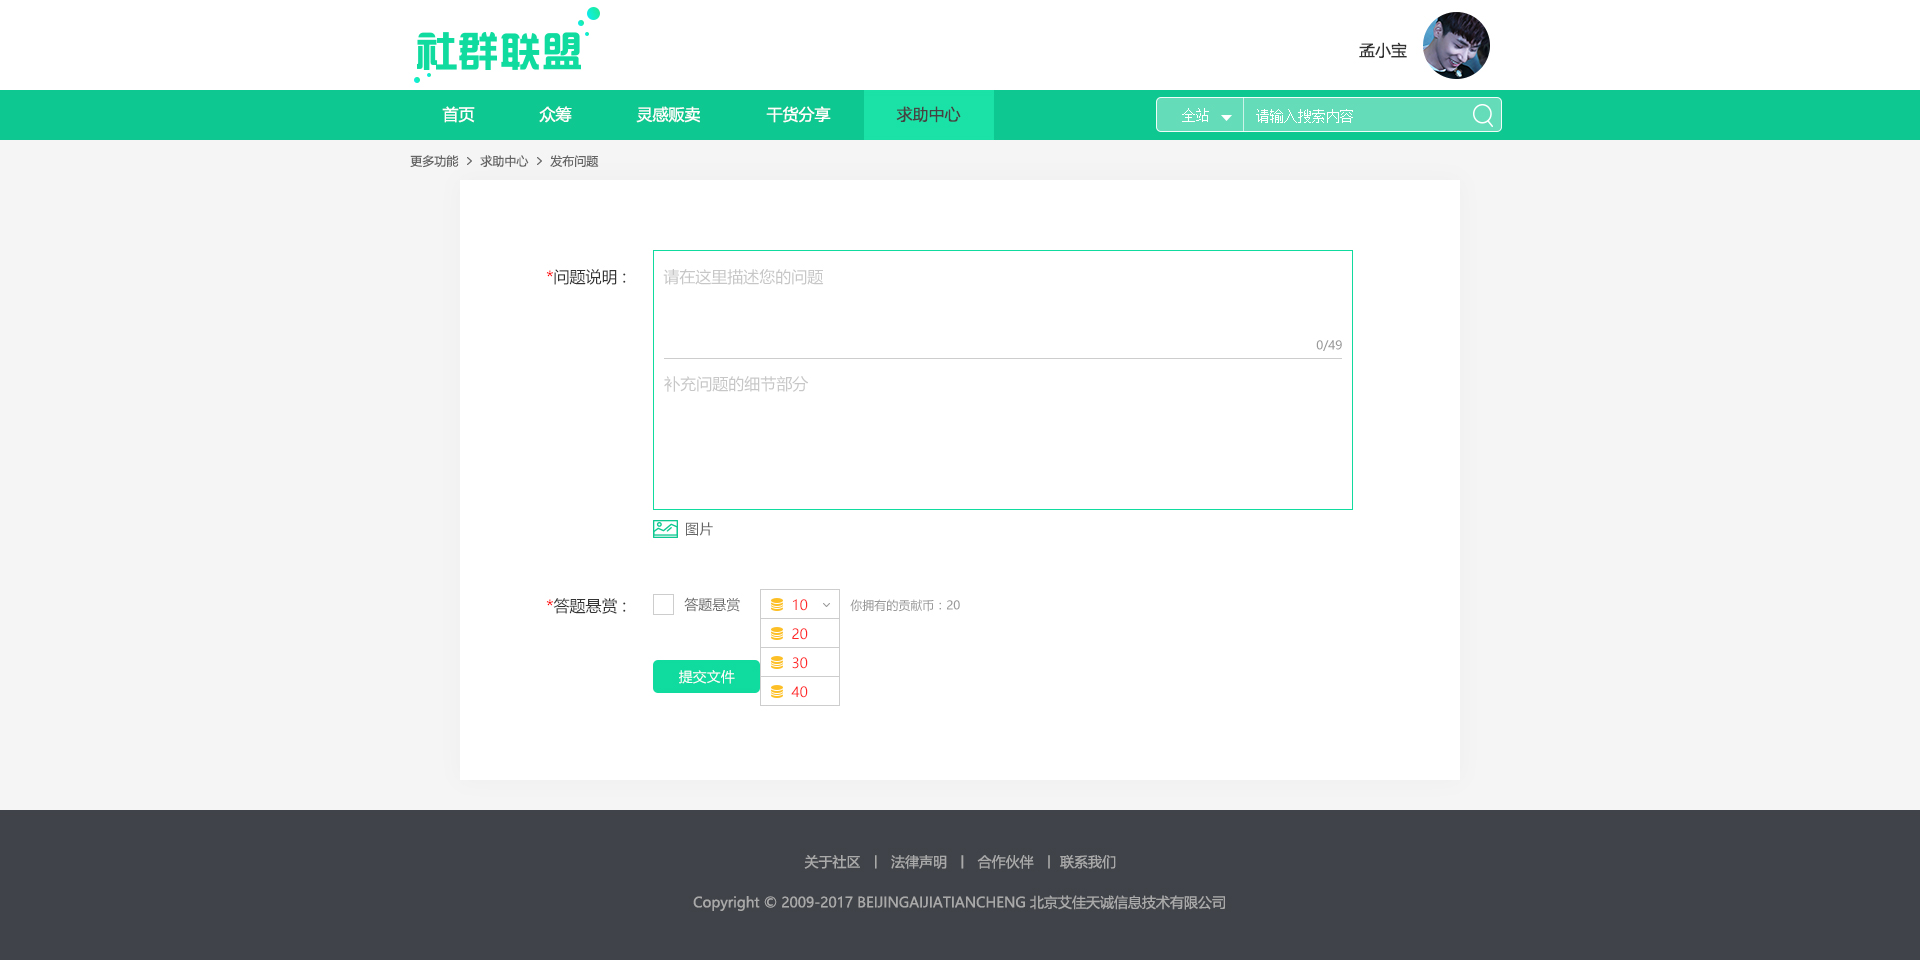 社群联盟
孟小宝
首页 众筹 灵感贩卖 干货分享 求助中心 全站 请输入搜索内容
更多功能 > 求助中心 > 发布问题
*问题说明：
请在这里描述您的问题
0/49
补充问题的细节部分
图片
*答题悬赏： 答题悬赏 10 你拥有的贡献币：20
20
30
提交文件
40
关于社区 | 法律声明 | 合作伙伴 | 联系我们
Copyright © 2009-2017 BEIJINGAIJIATIANCHENG 北京艾佳天诚信息技术有限公司